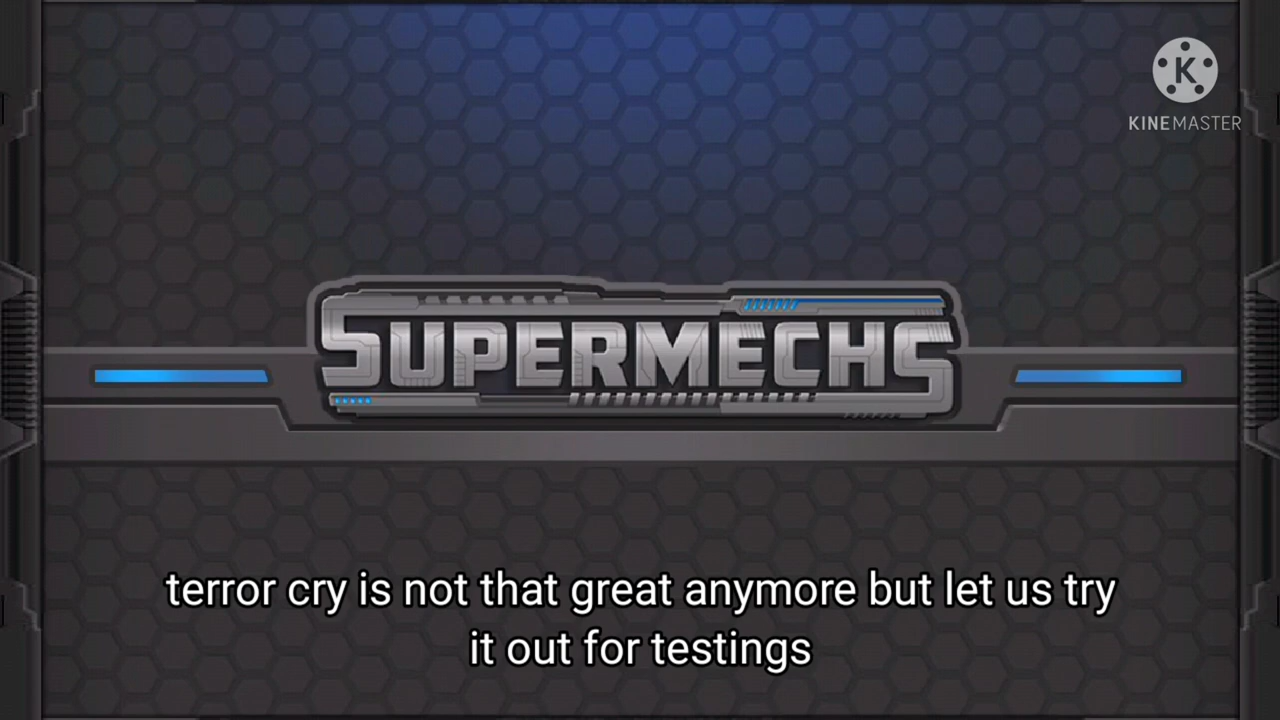 K
KINEMASTER
SUPERMECHS
terror cry is not that great anymore but let us try
it out for testings